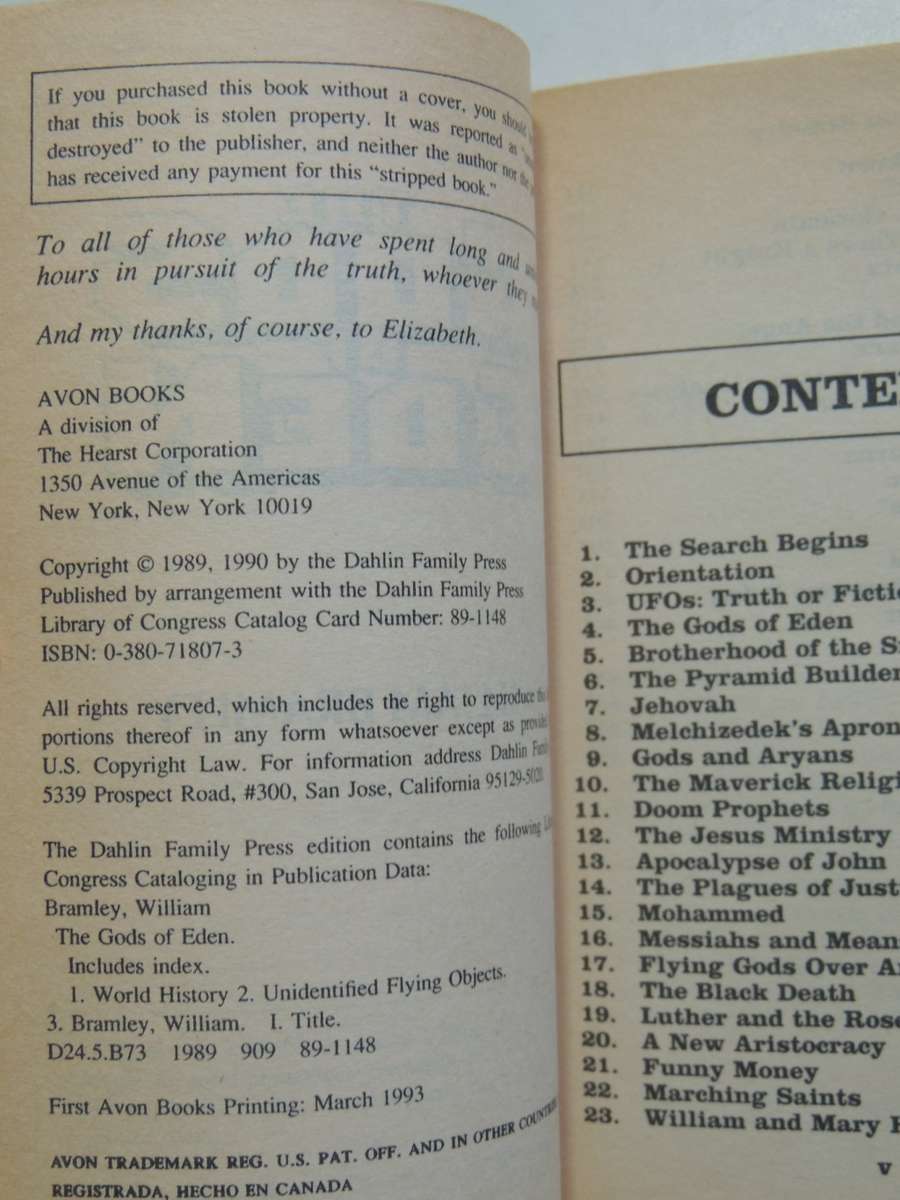 If you purchased this book without a cover, you should
that this book is stolen property. It was reported as
destroyed" to the publisher, and neither the author nor the
has received any payment for this "stripped book."
To all of those who have spent long and
hours in pursuit of the truth, whoever they
And my thanks, of course, to Elizabeth.
AVON BOOKS
A division of
The Hearst Corporation
1350 Avenue of the Americas
New York, New York 10019
Copyright © 1989, 1990 by the Dahlin Family Press
Published by arrangement with the Dahlin Family Press
Library of Congress Catalog Card Number: 89-1148
ISBN: 0-380-71807-3
All rights reserved, which includes the right to reproduce
portions thereof in any form whatsoever except as provided
U.S. Copyright Law. For information address Dahlin
5339 Prospect Road, #300, San Jose, California 95129-5020
The Dahlin Family Press edition contains the following
Congress Cataloging in Publication Data:
Bramley, William
The Gods of Eden.
Includes index.
1. World History 2. Unidentified Flying Objects.
3. Bramley, William. I. Title.
D24.5.B73 1989 909 89-1148
First Avon Books Printing: March 1993
AVON TRADEMARK REG. U.S. PAT. OFF. AND IN OTHER COUNTRIES
REGISTRADA, HECHO EN CANADA
CONTE
1. The Search Begins
2. Orientation
3. UFOs: Truth or Fictio
4. The Gods of Eden
5. Brotherhood of the
6. The Pyramid Builder
7. Jehovah
8. Melchizedek's Apron
9. Gods and Aryans
10. The Maverick Religi
11. Doom Prophets
12. The Jesus Ministry
13. Apocalypse of John
14. The Plagues of Just
15. Mohammed
16. Messiahs and Mean
17. Flying Gods Over
18. The Black Death
19. Luther and the Rose
20. A New Aristocracy
21. Funny Money
22. Marching Saints
23. William and Mary
v